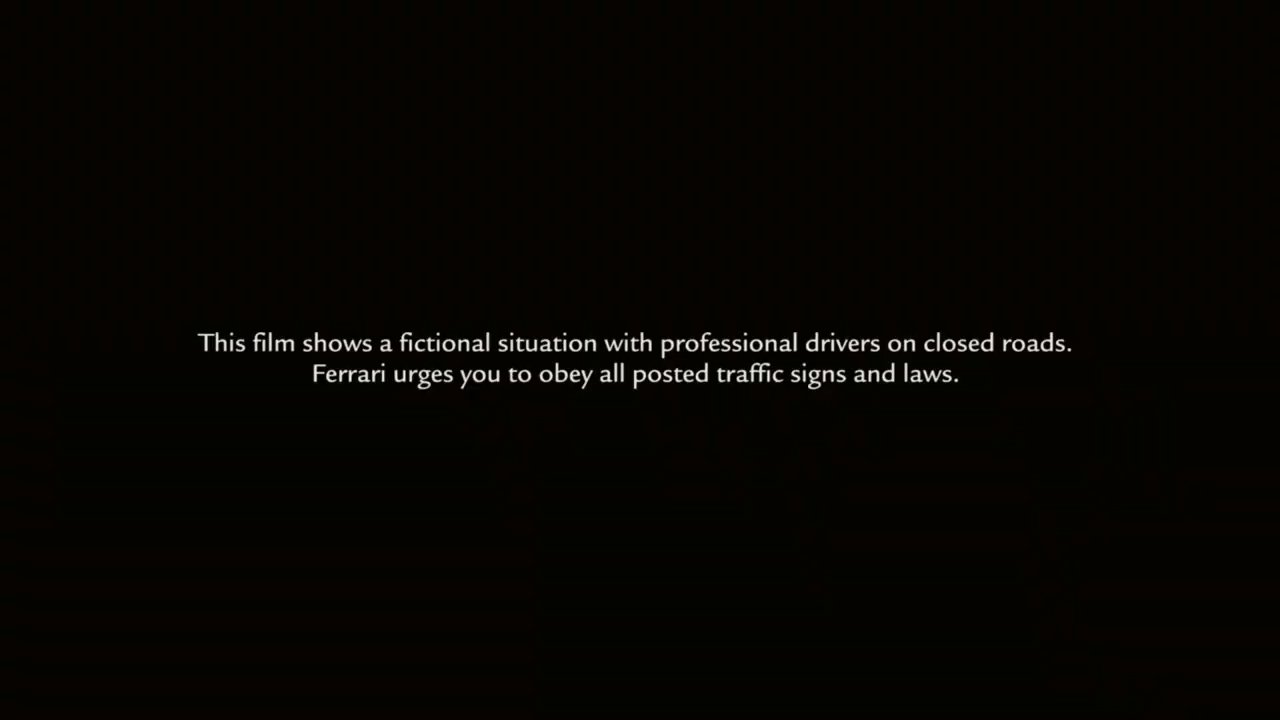 This film shows a fictional situation with professional drivers on closed roads.
Ferrari urges you to obey all posted traffic signs and laws.